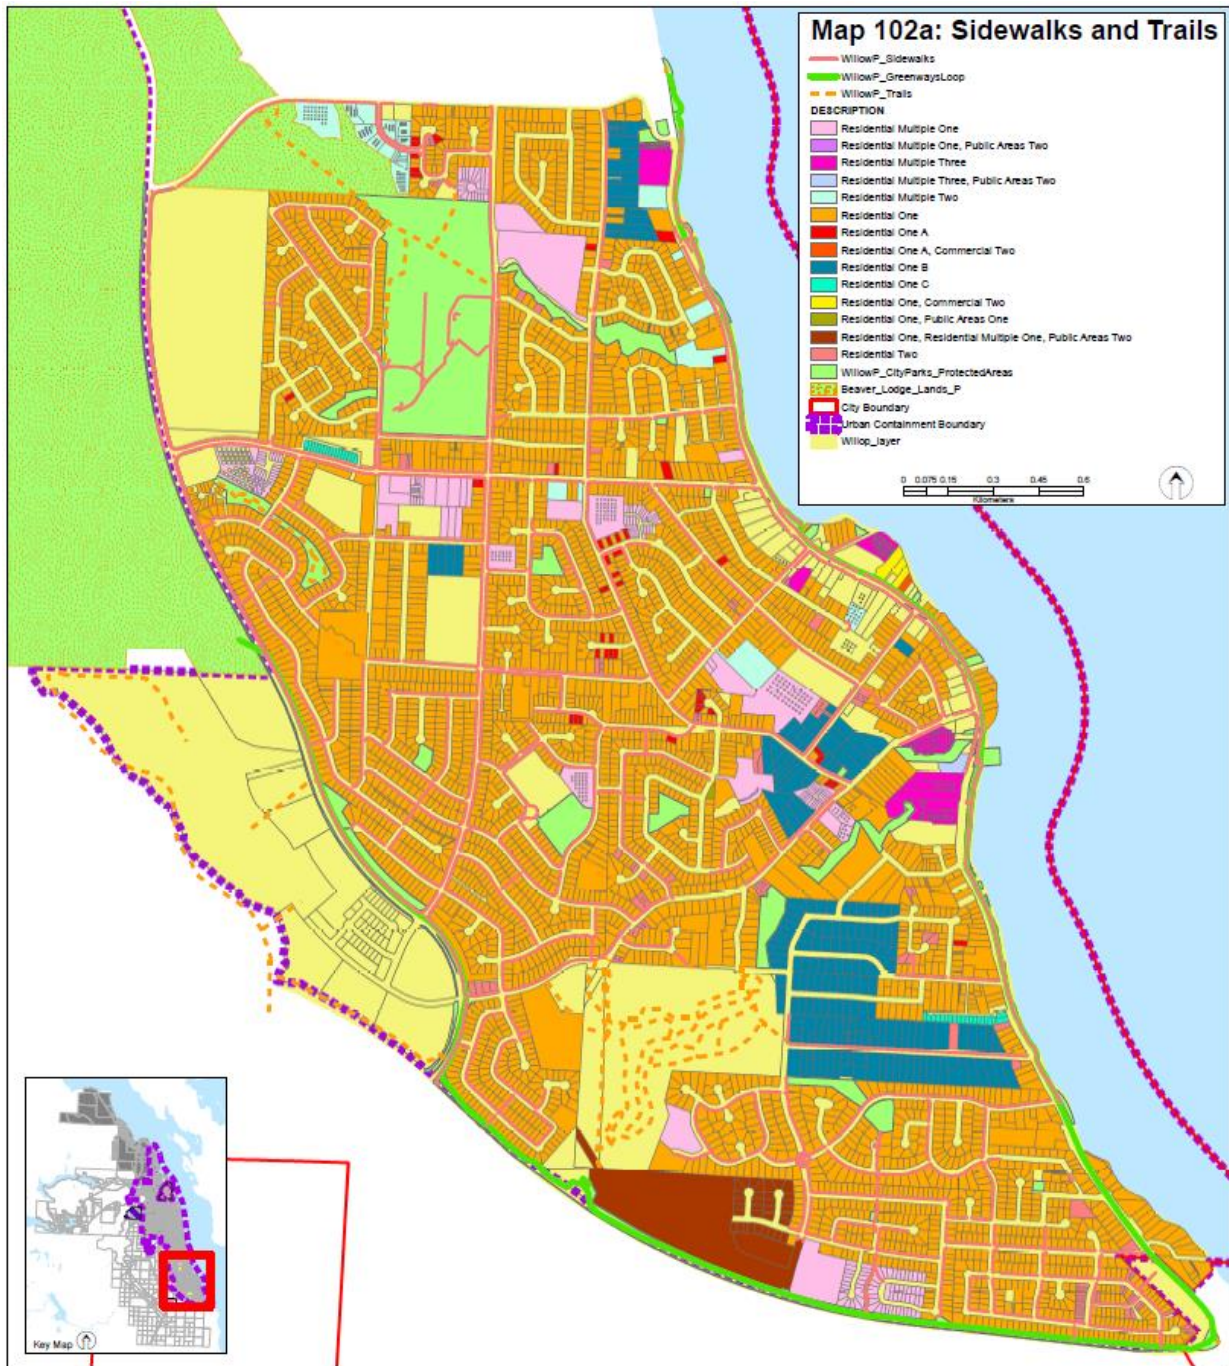 Map 102a: Sidewalks and Trails
WillowP_Sidewalks
WillowP_GreenwaysLoop
WillowP_Trails
DESCRIPTION
Residential Multiple One
Residential Multiple One, Public Areas Two
Residential Multiple Three
Residential Multiple Three, Public Areas Two
Residential Multiple Two
Residential One
Residential One A
Residential One A, Commercial Two
Residential One B
Residential One C
Residential One, Commercial Two
Residential One, Public Areas One
Residential One, Residential Multiple One, Public Areas Two
Residential Two
WillowP_CityParks_ProtectedAreas
Beaver_Lodge_Lands_P
City Boundary
Urban Containment Boundary
Willop_layer
0 0.075 0.15 0.3 0.45 0.6
Kilometers
Key Map